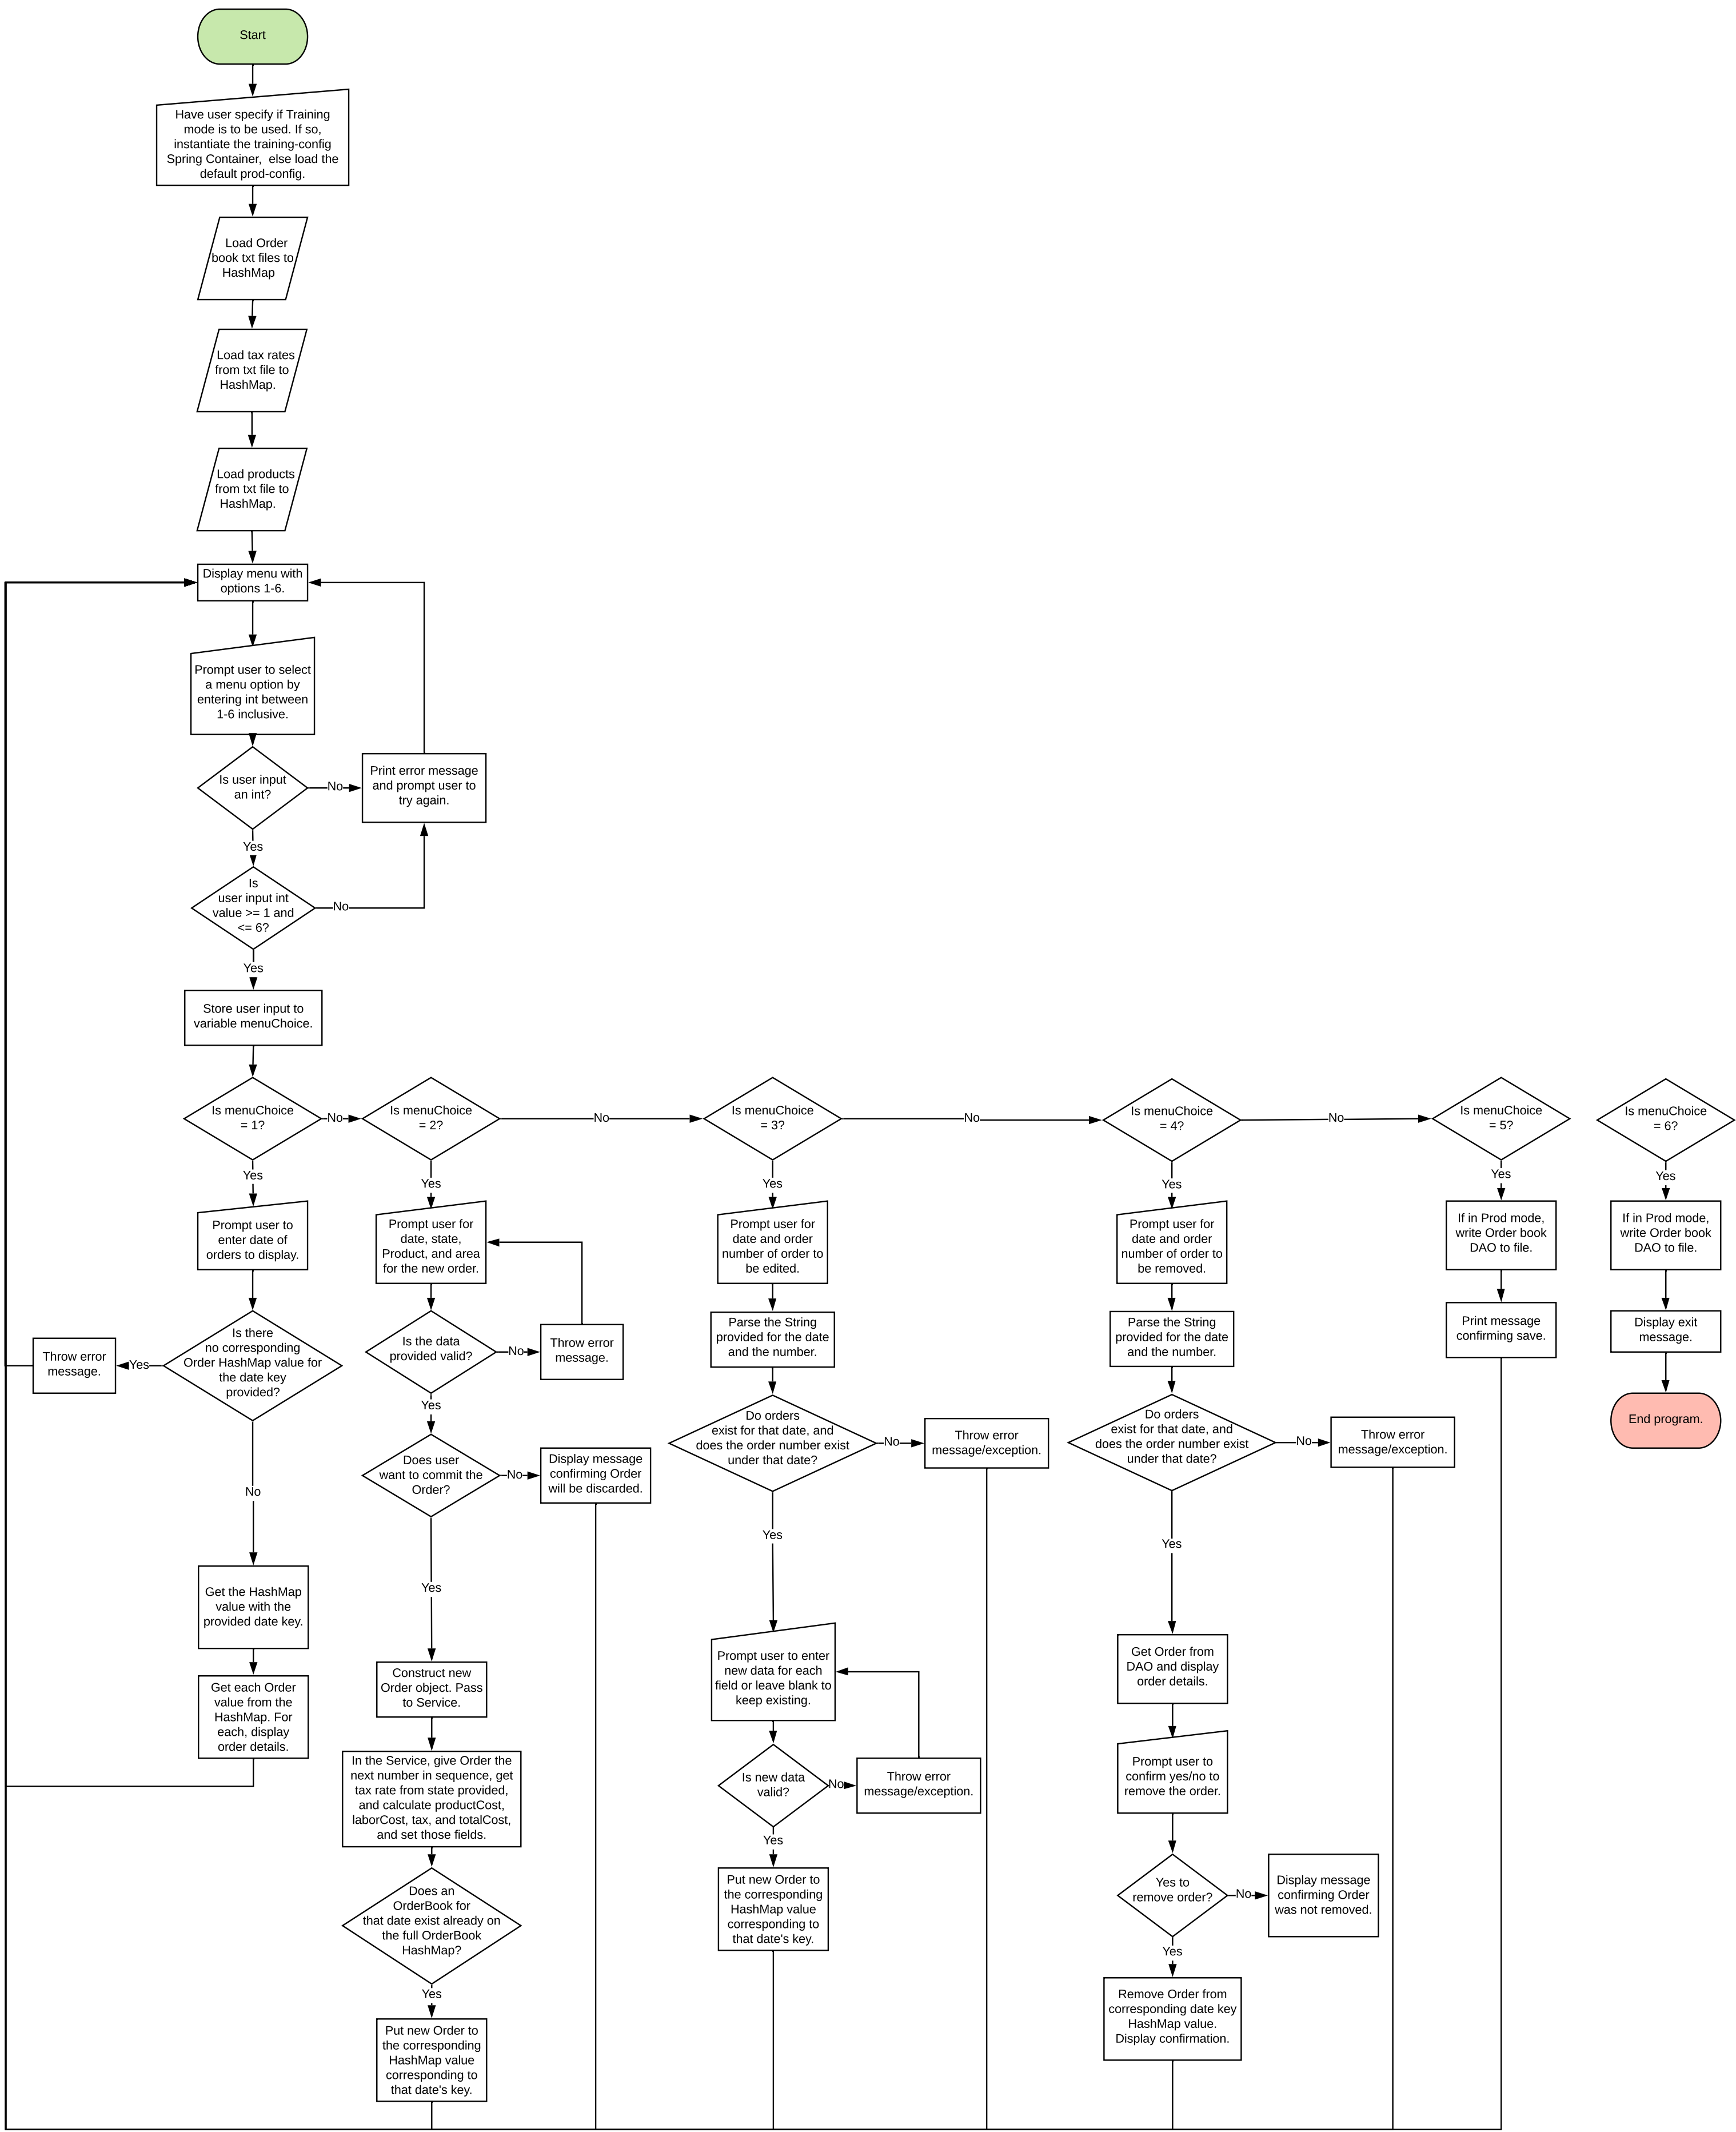 Start
Have user specify if Training
mode is to be used. If so,
instantiate the training-config
Spring Container,  else load the
default prod-config.
Load Order
book txt files to
HashMap
Load tax rates
from txt file to
HashMap.
Load products
from txt file to
HashMap.
Display menu with
options 1-6.
Prompt user to select
a menu option by
entering int between
1-6 inclusive.
Is user input
an int?
No
Print error message
and prompt user to
try again.
Yes
Is
user input int
value >= 1 and
<= 6?
No
Yes
Store user input to
variable menuChoice.
Is menuChoice
= 1?
No
Is menuChoice
= 2?
No
Is menuChoice
= 3?
No
Is menuChoice
= 4?
No
Is menuChoice
= 5?
Is menuChoice
= 6?
Yes
Prompt user to
enter date of
orders to display.
Is there
no corresponding
Order HashMap value for
the date key
provided?
Yes
Throw error
message.
No
Get the HashMap
value with the
provided date key.
Get each Order
value from the
HashMap. For
each, display
order details.
Yes
Prompt user for
date, state,
Product, and area
for the new order.
Is the data
provided valid?
No
Throw error
message.
Yes
Does user
want to commit the
Order?
No
Display message
confirming Order
will be discarded.
Yes
Construct new
Order object. Pass
to Service.
In the Service, give Order the
next number in sequence, get
tax rate from state provided,
and calculate productCost,
laborCost, tax, and totalCost,
and set those fields.
Does an
OrderBook for
that date exist already on
the full OrderBook
HashMap?
Yes
Put new Order to
the corresponding
HashMap value
corresponding to
that date's key.
Yes
Prompt user for
date and order
number of order to
be edited.
Parse the String
provided for the date
and the number.
Do orders
exist for that date, and
does the order number exist
under that date?
No
Throw error
message/exception.
Yes
Prompt user to enter
new data for each
field or leave blank to
keep existing.
Is new data
valid?
No
Throw error
message/exception.
Yes
Put new Order to
the corresponding
HashMap value
corresponding to
that date's key.
Yes
Prompt user for
date and order
number of order to
be removed.
Parse the String
provided for the date
and the number.
Do orders
exist for that date, and
does the order number exist
under that date?
No
Throw error
message/exception.
Yes
Get Order from
DAO and display
order details.
Prompt user to
confirm yes/no to
remove the order.
Yes to
remove order?
No
Display message
confirming Order
was not removed.
Yes
Remove Order from
corresponding date key
HashMap value.
Display confirmation.
Yes
If in Prod mode,
write Order book
DAO to file.
Print message
confirming save.
Yes
If in Prod mode,
write Order book
DAO to file.
Display exit
message.
End program.